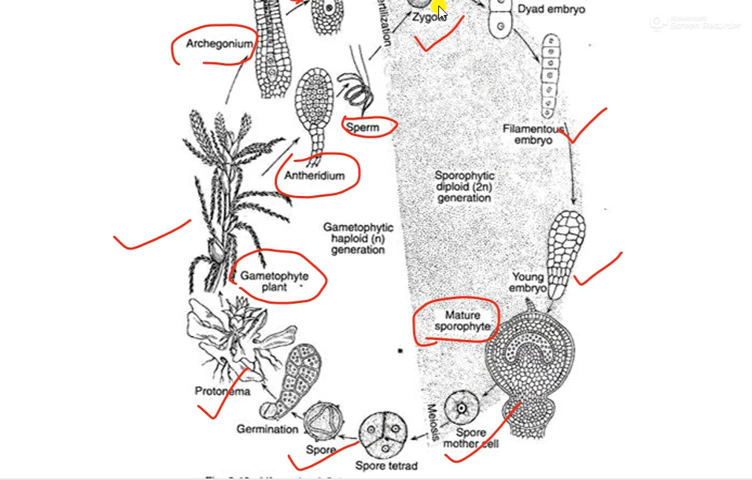 Dyad embryo
Zygote
Archegonium
Sperm
Filamentous
embryo
Antheridium
Sporophytic
diploid (2n)
generation
Gametophytic
haploid (n)
generation
Gametophyte
plant
Young
embryo
Mature
sporophyte
Protonema
Germination
Spore
Spore tetrad
Meiosis
Spore
mother cell